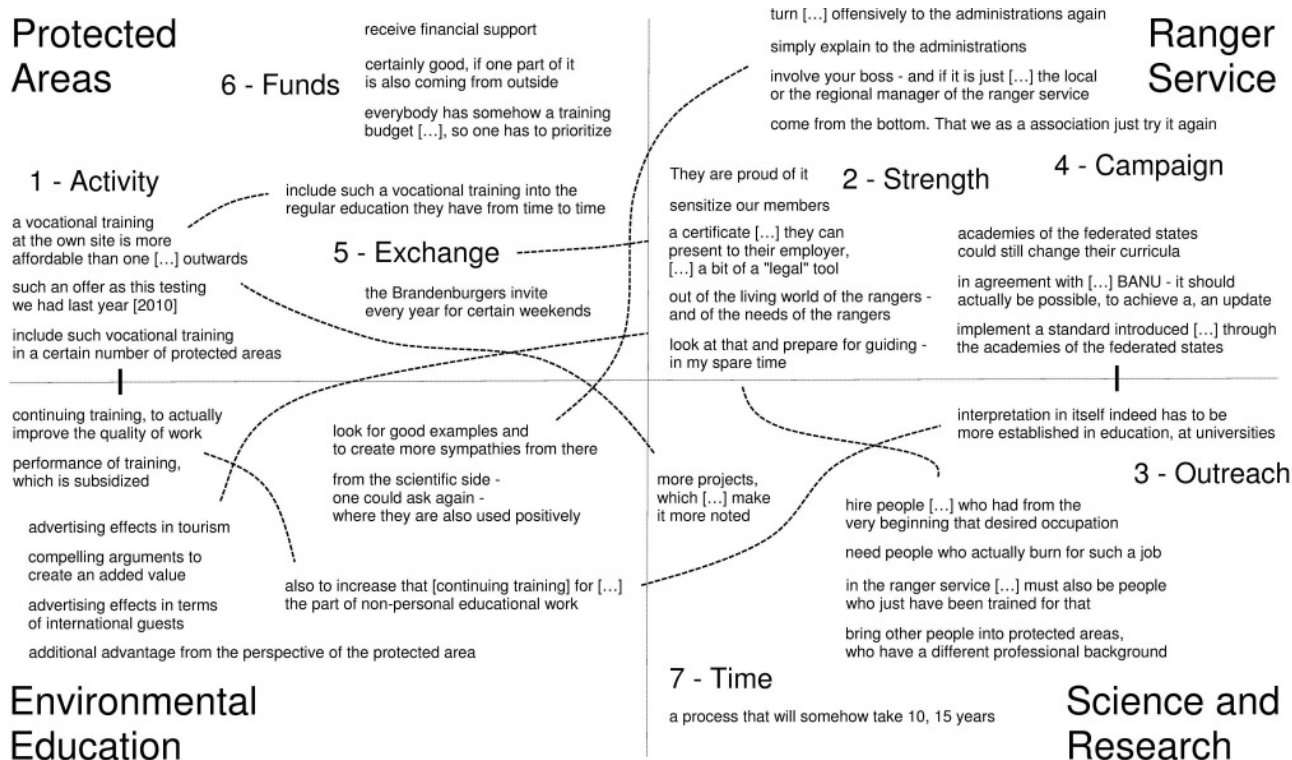 Protected
Areas
6 - Funds
receive financial support
certainly good, if one part of it
is also coming from outside
everybody has somehow a training
budget [...], so one has to prioritize
1 - Activity
a vocational training
at the own site is more
affordable than one [...] outwards
such an offer as this testing
we had last year [2010]
include such vocational training
in a certain number of protected areas
include such a vocational training into the
regular education they have from time to time
5 - Exchange
the Brandenburgers invite
every year for certain weekends
Ranger
Service
turn [...] offensively to the administrations again
simply explain to the administrations
involve your boss - and if it is just [...] the local
or the regional manager of the ranger service
come from the bottom. That we as a association just try it again
They are proud of it
2 - Strength
sensitize our members
a certificate [...] they can
present to their employer,
[...] a bit of a "legal" tool
out of the living world of the rangers -
and of the needs of the rangers
look at that and prepare for guiding -
in my spare time
4 - Campaign
academies of the federated states
could still change their curricula
in agreement with [...] BANU - it should
actually be possible, to achieve a, an update
implement a standard introduced [...] through
the academies of the federated states
continuing training, to actually
improve the quality of work
performance of training,
which is subsidized
advertising effects in tourism
compelling arguments to
create an added value
advertising effects in terms
of international guests
additional advantage from the perspective of the protected area
look for good examples and
to create more sympathies from there
from the scientific side -
one could ask again -
where they are also used positively
also to increase that [continuing training] for [...]
the part of non-personal educational work
Environmental
Education
more projects,
which [...] make
it more noted
interpretation in itself indeed has to be
more established in education, at universities
3 - Outreach
hire people [...] who had from the
very beginning that desired occupation
need people who actually burn for such a job
in the ranger service [...] must also be people
who just have been trained for that
bring other people into protected areas,
who have a different professional background
7 - Time
a process that will somehow take 10, 15 years
Science and
Research